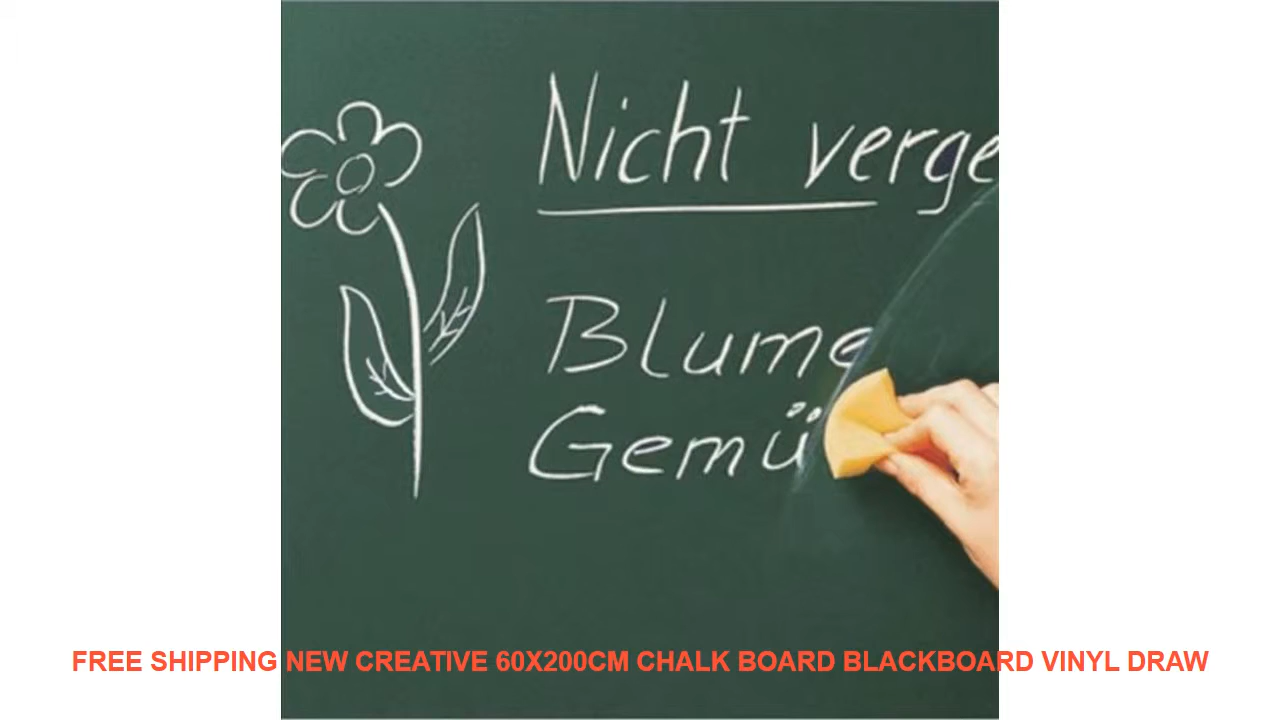 Nicht verge
Blume
Gemü
FREE SHIPPING NEW CREATIVE 60X200CM CHALK BOARD BLACKBOARD VINYL DRAW